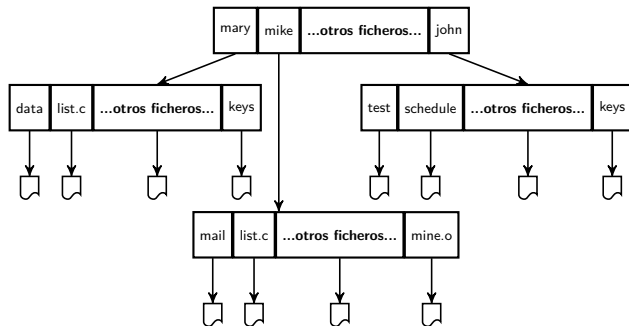 mary mike ...otros ficheros... john
data list.c ...otros ficheros... keys
test schedule ...otros ficheros... keys
mail list.c ...otros ficheros... mine.o